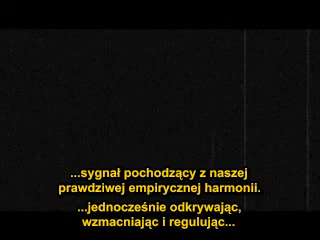 ...sygnał pochodzący z naszej
prawdziwej empirycznej harmonii.
...jednocześnie odkrywając,
wzmacniając i regulując...